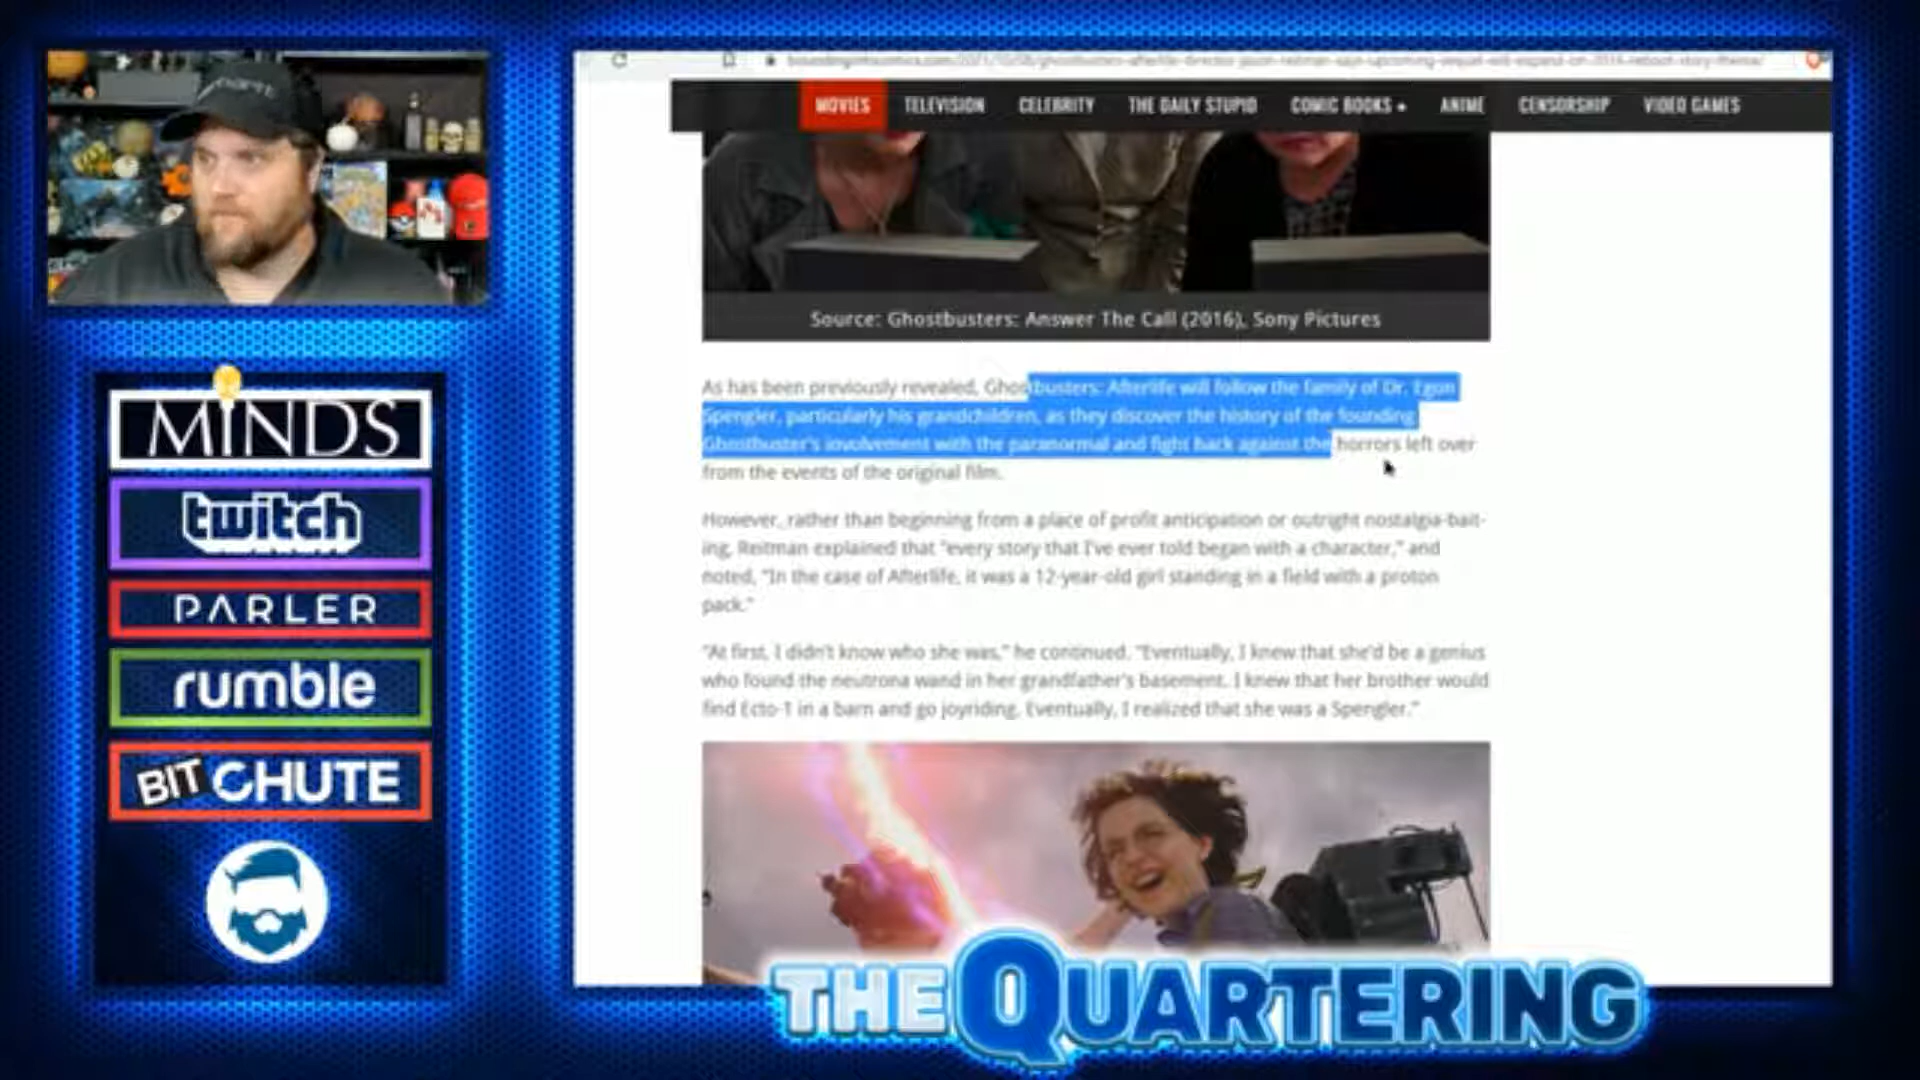 MOVIES TELEVISION CELEBRITY THE DAILY STUPID COMIC BOOKS ANIME CENSORSHIP VIDEO GAMES
Source: Ghostbusters: Answer The Call (2016), Sony Pictures
As has been previously revealed, Ghostbusters: Afterlife will follow the family of Dr. Egon
Spengler, particularly his grandchildren, as they discover the history of the founding
Ghostbuster's involvement with the paranormal and fight back against the horrors left over
from the events of the original film.
However, rather than beginning from a place of profit anticipation or outright nostalgia-bait-
ing, Reitman explained that "every story that I've ever told began with a character," and
noted, "In the case of Afterlife, it was a 12-year-old girl standing in a field with a proton
pack."
"At first, I didn't know who she was," he continued. "Eventually, I knew that she'd be a genius
who found the neutrona wand in her grandfather's basement. I knew that her brother would
find Ecto-1 in a barn and go joyriding. Eventually, I realized that she was a Spengler."
MINDS
twitch
PARLER
rumble
BITCHUTE
THE QUARTERING